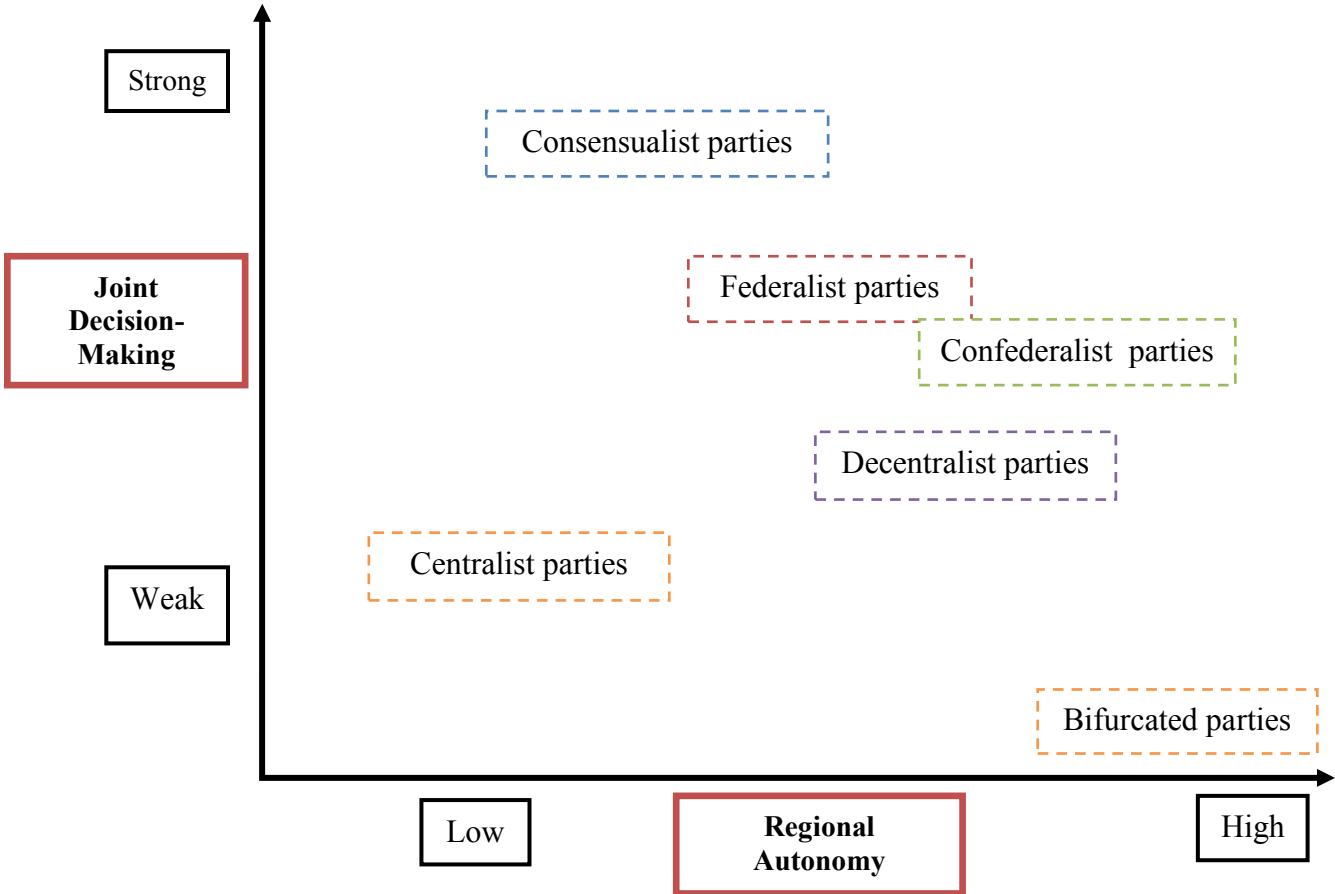 Strong
Consensualist parties
Joint
Decision-
Making
Federalist parties
Confederalist parties
Decentralist parties
Centralist parties
Weak
Bifurcated parties
Low
Regional
Autonomy
High